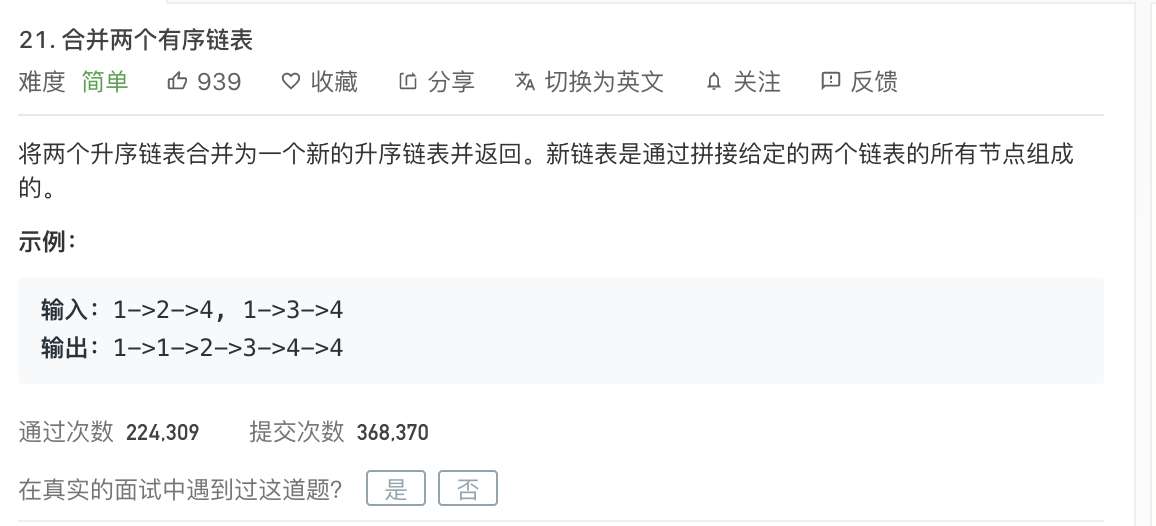 21. 合并两个有序链表
难度 简单 939 收藏 分享 切换为英文 关注 反馈
将两个升序链表合并为一个新的升序链表并返回。新链表是通过拼接给定的两个链表的所有节点组成
的。
示例：
输入：1->2->4, 1->3->4
输出：1->1->2->3->4->4
通过次数 224,309 提交次数 368,370
在真实的面试中遇到过这道题? 是 否